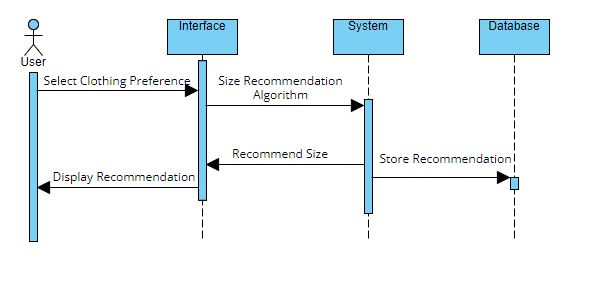 Interface
System
Database
User
Select Clothing Preference
Size Recommendation
Algorithm
Recommend Size
Store Recommendation
Display Recommendation